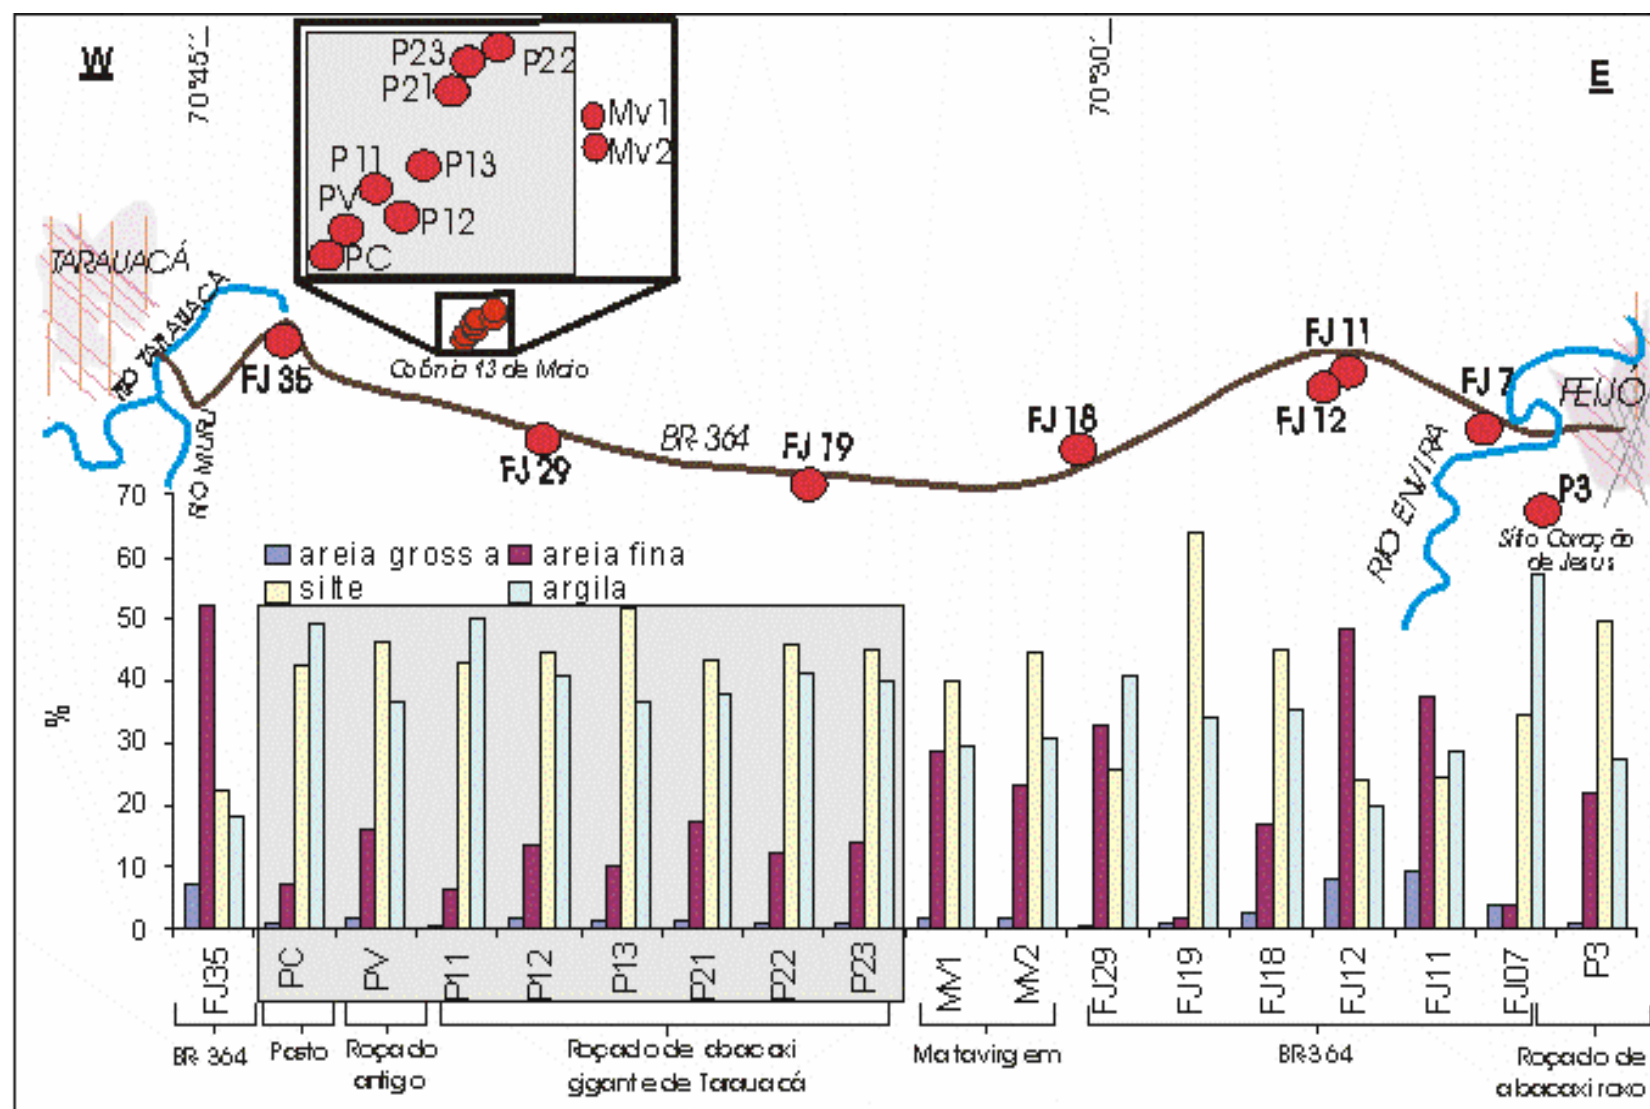 W
70°45´
P23
P22
P21
Mv1
Mv2
P11
P13
PV
P12
PC
70°30´
E
TARAUACÁ
RIO TARAUACÁ
RIO MURU
FJ 35
Colônia 13 de Maio
FJ 29
BR-364
FJ 19
FJ 18
FJ 11
FJ 12
FJ 7
FEIJÓ
RIO ENVIRA
P3
Sítio Coração
de Jesus
areia grossa areia fina
silte argila
%
70
60
50
40
30
20
10
0
FJ35 PC PV P11 P12 P13 P21 P22 P23 MV1 MV2 FJ29 FJ19 FJ18 FJ12 FJ11 FJ07 P3
BR-364 Pasto Roçado Roçado de abacaxi Mata virgem BR-364 Roçado de
antigo gigante de Tarauacá abacaxi roxo